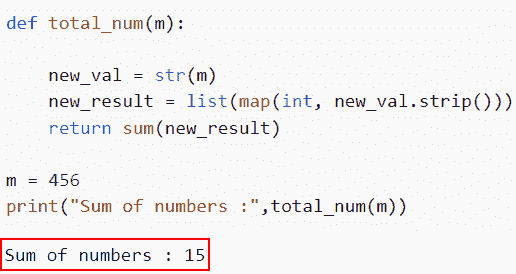 def total_num(m):
new_val = str(m)
new_result = list(map(int, new_val.strip()))
return sum(new_result)
m = 456
print("Sum of numbers :",total_num(m))
Sum of numbers : 15